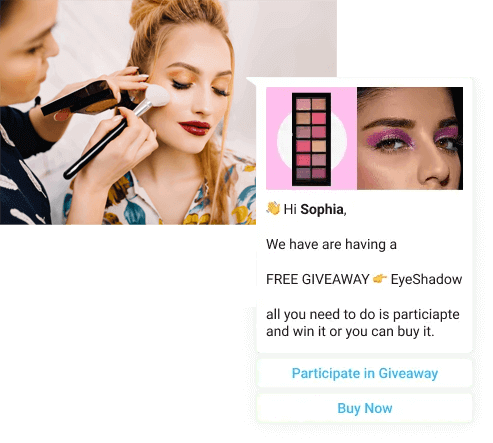 👋 Hi Sophia,
We have are having a
FREE GIVEAWAY 👉 EyeShadow
all you need to do is particiapte
and win it or you can buy it.
Participate in Giveaway
Buy Now